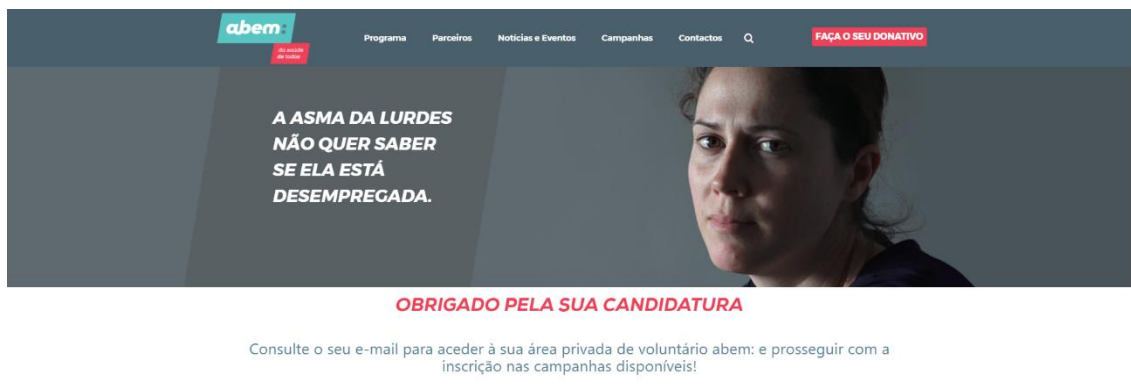 abem:
da saúde
de todos
Programa Parceiros Notícias e Eventos Campanhas Contactos FAÇA O SEU DONATIVO
A ASMA DA LURDES
NÃO QUER SABER
SE ELA ESTÁ
DESEMPREGADA.
OBRIGADO PELA SUA CANDIDATURA
Consulte o seu e-mail para aceder à sua área privada de voluntário abem: e prosseguir com a
inscrição nas campanhas disponíveis!